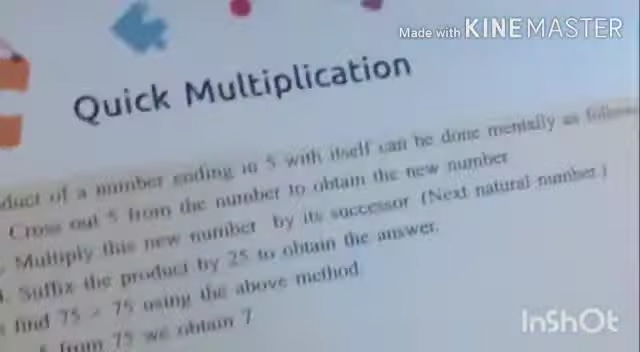 Made with KINEMASTER
Quick Multiplication
duct of a number ending in 5 with itself can be done mentally as follows
Cross out 5 from the number to obtain the new number
Multiply this new number by its successor (Next natural number.)
. Suffix the product by 25 to obtain the answer.
find 75 × 75 using the above method
from 75 we obtain 7
InShOt